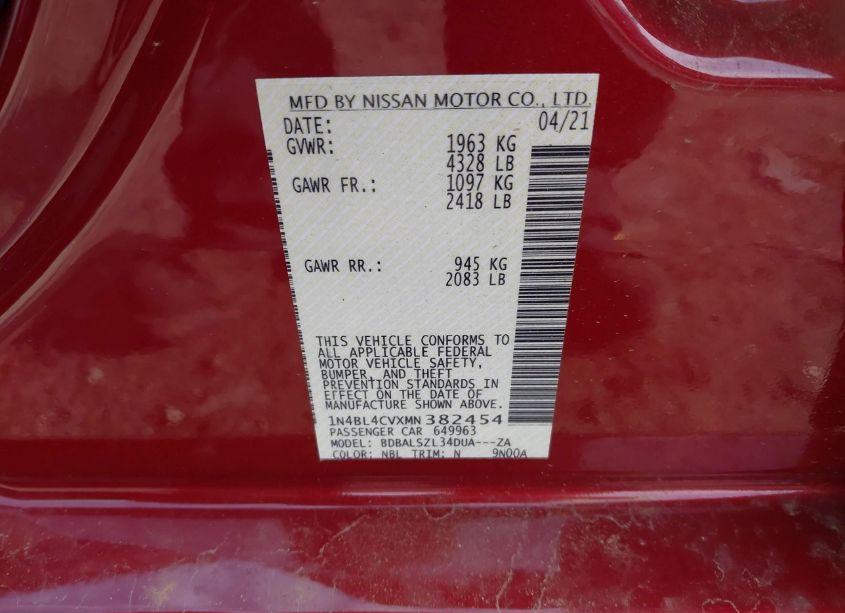 MFD BY NISSAN MOTOR CO., LTD.
DATE: 04/21
GVWR: 1963 KG
4328 LB
GAWR FR.: 1097 KG
2418 LB
GAWR RR.: 945 KG
2083 LB
THIS VEHICLE CONFORMS TO
ALL APPLICABLE FEDERAL
MOTOR VEHICLE SAFETY,
BUMPER, AND THEFT
PREVENTION STANDARDS IN
EFFECT ON THE DATE OF
MANUFACTURE SHOWN ABOVE.
1N4BL4CVXMN382454
PASSENGER CAR 649963
MODEL: BDBALSZL34DUA---ZA
COLOR: NBL TRIM: N 9N00A